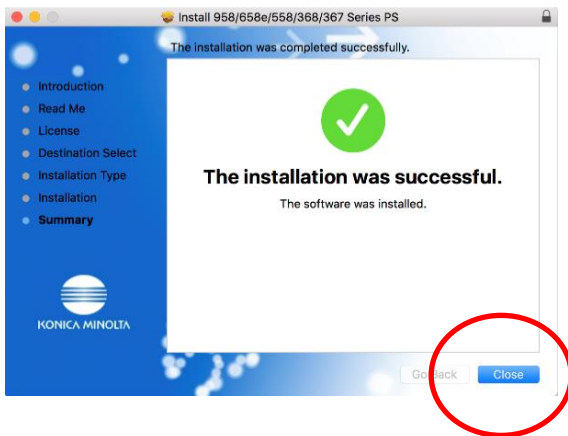 Install 958/658e/558/368/367 Series PS
The installation was completed successfully.
Introduction
Read Me
License
Destination Select
Installation Type
Installation
Summary
The installation was successful.
The software was installed.
KONICA MINOLTA
Go Back
Close